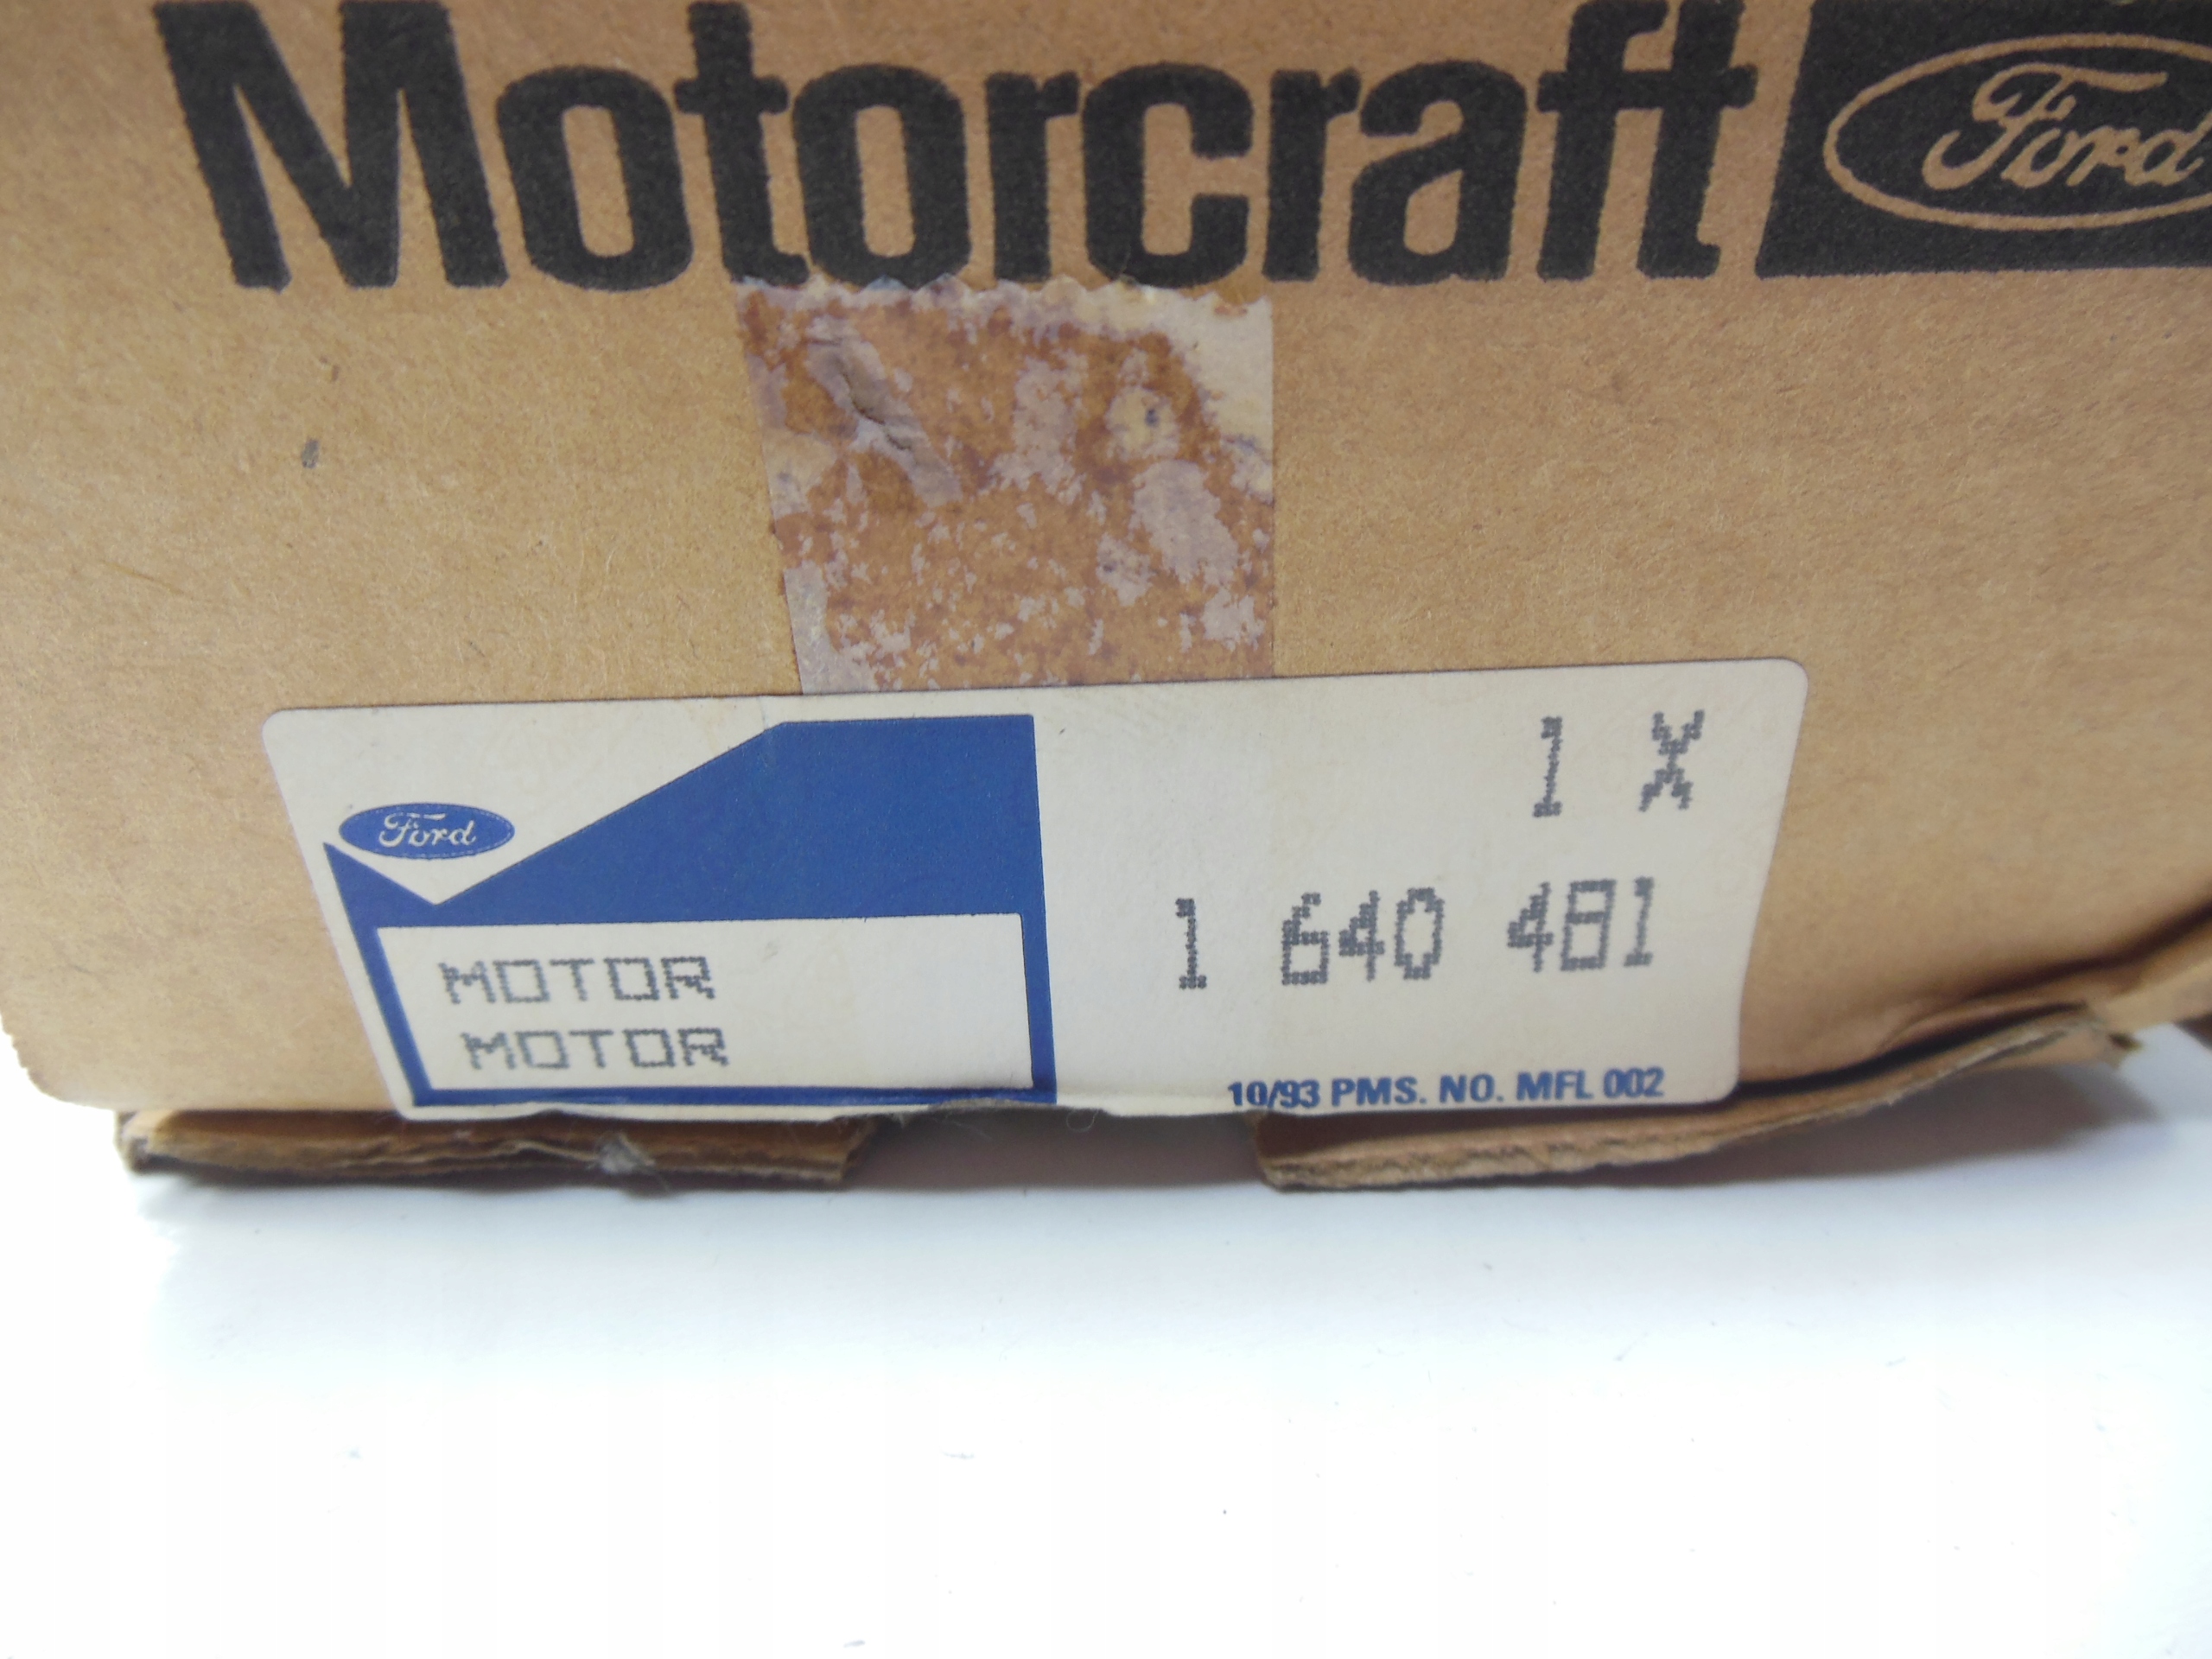 Motorcraft Ford
1 X
Ford
1 640 481
MOTOR
MOTOR
10/93 PMS. NO. MFL 002